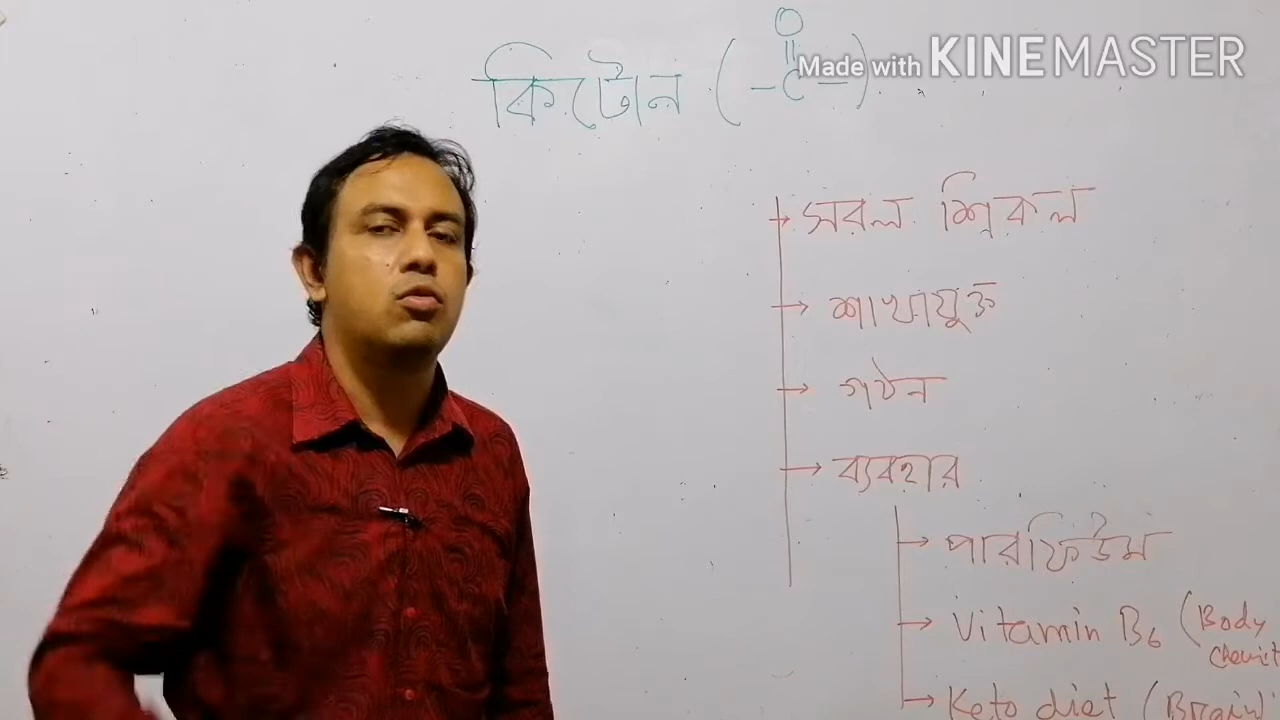 O
||
কিটোন ( – C – )
Made with KINEMASTER
→ সরল শিকল
→ শাখাযুক্ত
→ গঠন
→ ব্যবহার
→ পারফিউম
→ Vitamin B6 (Body
→ Keto diet (Brain